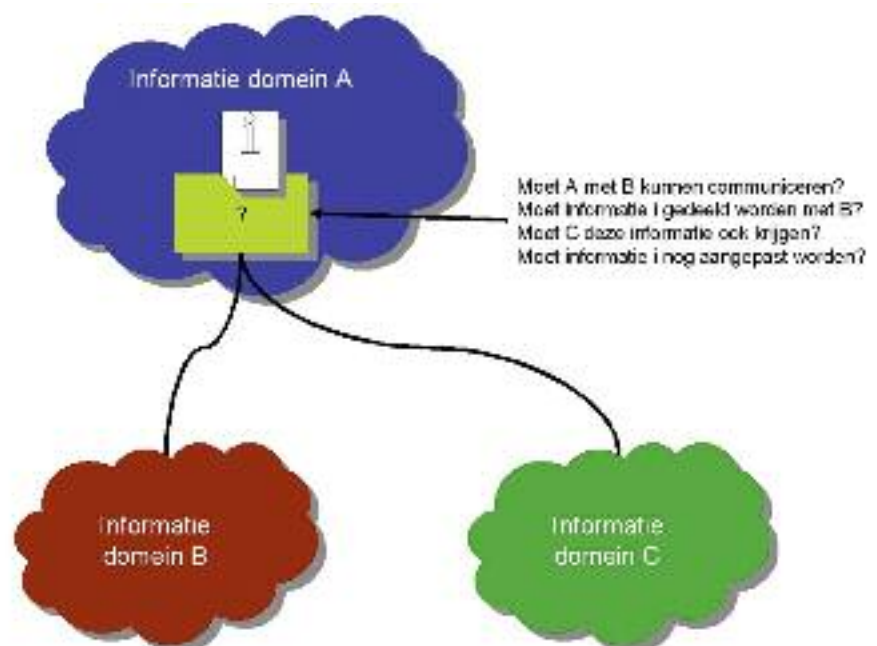 Informatie domein A
i
?
Moet A met B kunnen communiceren?
Moet informatie i gedeeld worden met B?
Moet C deze informatie ook krijgen?
Moet informatie i nog aangepast worden?
Informatie
domein B
Informatie
domein C